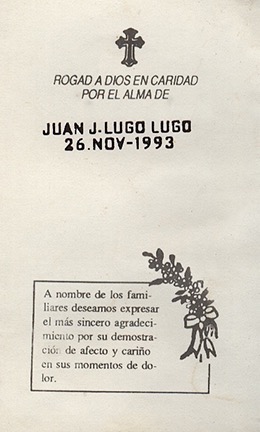 ROGAD A DIOS EN CARIDAD
POR EL ALMA DE
JUAN J. LUGO LUGO
26. NOV-1993
A nombre de los fami-
liares deseamos expresar
el más sincero agradeci-
miento por su demostra-
ción de afecto y cariño
en sus momentos de do-
lor.